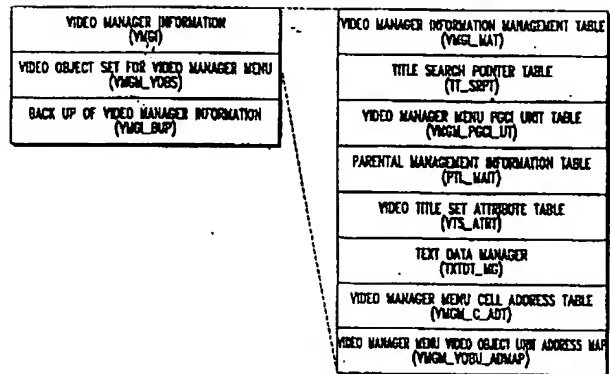 VIDEO MANAGER INFORMATION
(VMGI)
VIDEO OBJECT SET FOR VIDEO MANAGER MENU
(VMGM_VOBS)
BACK UP OF VIDEO MANAGER INFORMATION
(VMGI_BUP)
VIDEO MANAGER INFORMATION MANAGEMENT TABLE
(VMGI_MAT)
TITLE SEARCH POINTER TABLE
(TT_SRPT)
VIDEO MANAGER MENU PGCI UNIT TABLE
(VMGM_PGCI_UT)
PARENTAL MANAGEMENT INFORMATION TABLE
(PTL_MAIT)
VIDEO TITLE SET ATTRIBUTE TABLE
(VTS_ATRT)
TEXT DATA MANAGER
(TXTDT_MG)
VIDEO MANAGER MENU CELL ADDRESS TABLE
(VMGM_C_ADT)
VIDEO MANAGER MENU VIDEO OBJECT UNIT ADDRESS MAP
(VMGM_VOBU_ADMAP)